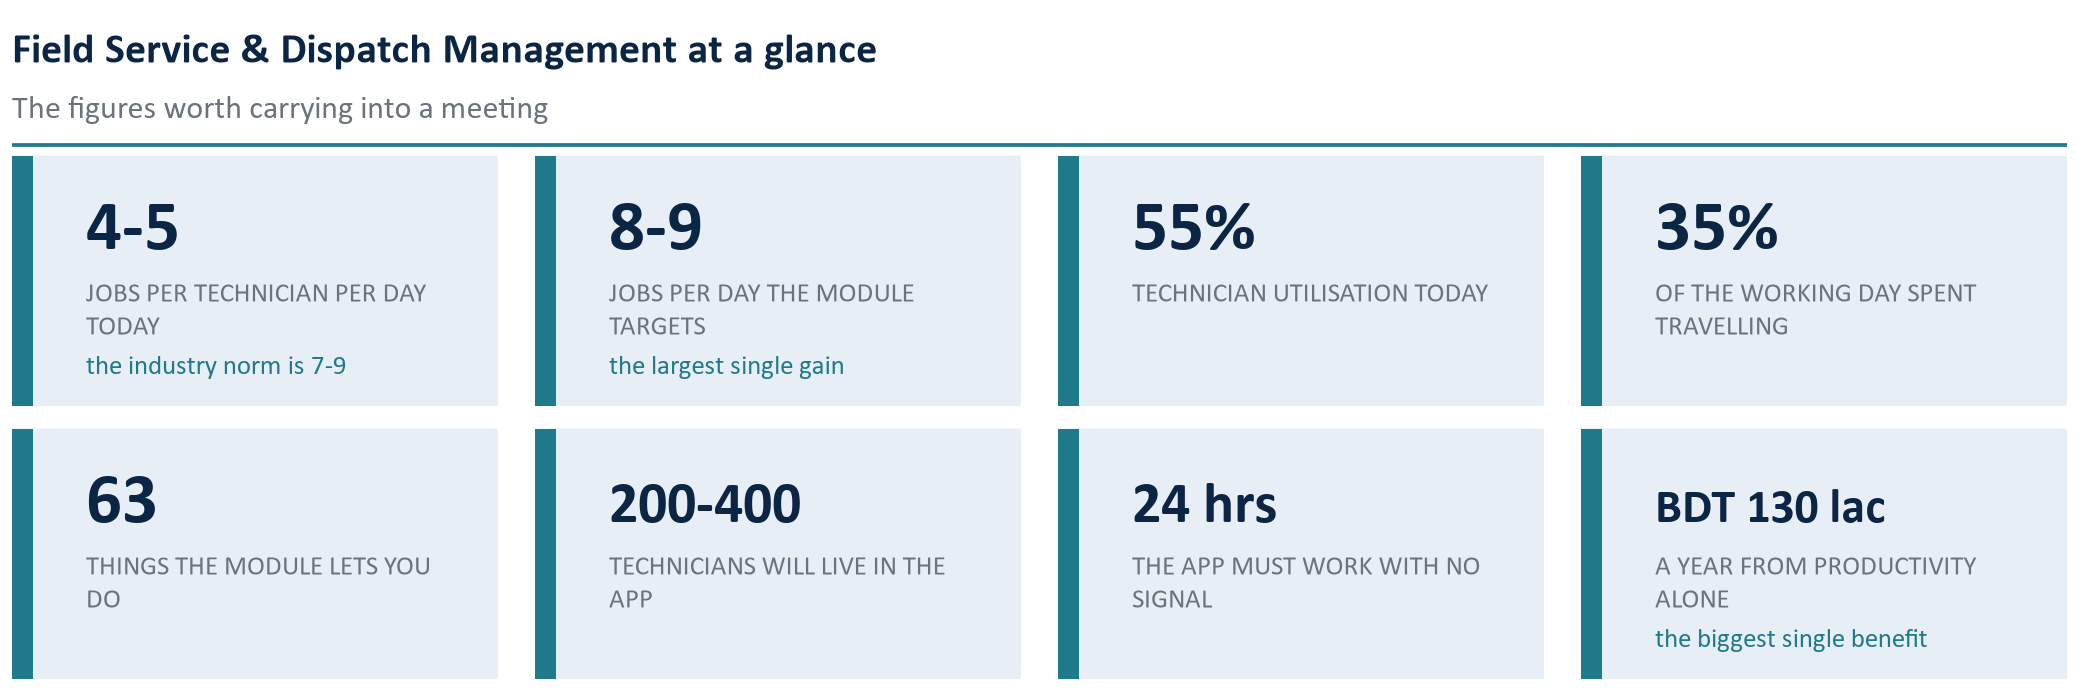 Field Service & Dispatch Management at a glance
The figures worth carrying into a meeting
4-5
JOBS PER TECHNICIAN PER DAY
TODAY
the industry norm is 7-9
8-9
JOBS PER DAY THE MODULE
TARGETS
the largest single gain
55%
TECHNICIAN UTILISATION TODAY
35%
OF THE WORKING DAY SPENT
TRAVELLING
63
THINGS THE MODULE LETS YOU
DO
200-400
TECHNICIANS WILL LIVE IN THE
APP
24 hrs
THE APP MUST WORK WITH NO
SIGNAL
BDT 130 lac
A YEAR FROM PRODUCTIVITY
ALONE
the biggest single benefit